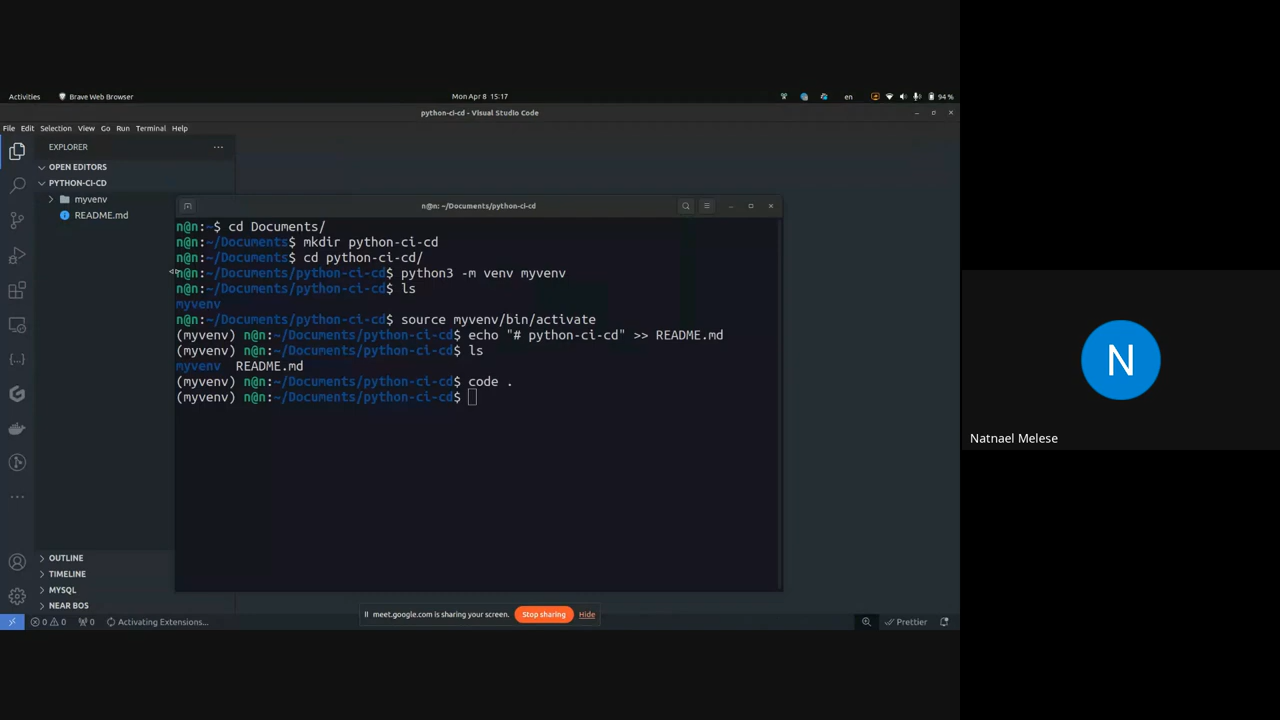 Activities
Brave Web Browser
Mon Apr 8 15:17
en
94 %
python-ci-cd - Visual Studio Code
File Edit Selection View Go Run Terminal Help
EXPLORER
OPEN EDITORS
PYTHON-CI-CD
myvenv
README.md
n@n: ~/Documents/python-ci-cd
n@n:~$ cd Documents/
n@n:~/Documents$ mkdir python-ci-cd
n@n:~/Documents$ cd python-ci-cd/
n@n:~/Documents/python-ci-cd$ python3 -m venv myvenv
n@n:~/Documents/python-ci-cd$ ls
myvenv
n@n:~/Documents/python-ci-cd$ source myvenv/bin/activate
(myvenv) n@n:~/Documents/python-ci-cd$ echo "# python-ci-cd" >> README.md
(myvenv) n@n:~/Documents/python-ci-cd$ ls
myvenv README.md
(myvenv) n@n:~/Documents/python-ci-cd$ code .
(myvenv) n@n:~/Documents/python-ci-cd$
OUTLINE
TIMELINE
MYSQL
NEAR BOS
meet.google.com is sharing your screen. Stop sharing Hide
0 0 0 Activating Extensions...
Prettier
N
Natnael Melese